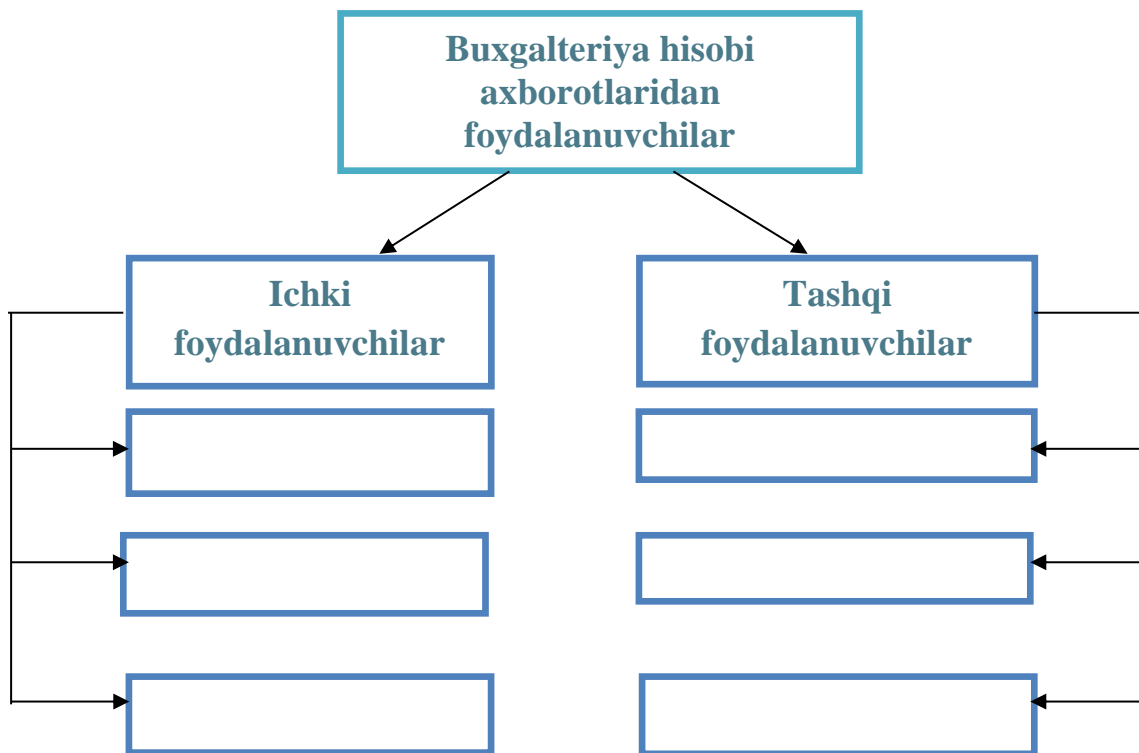 Buxgalteriya hisobi
axborotlaridan
foydalanuvchilar
Ichki
foydalanuvchilar
Tashqi
foydalanuvchilar